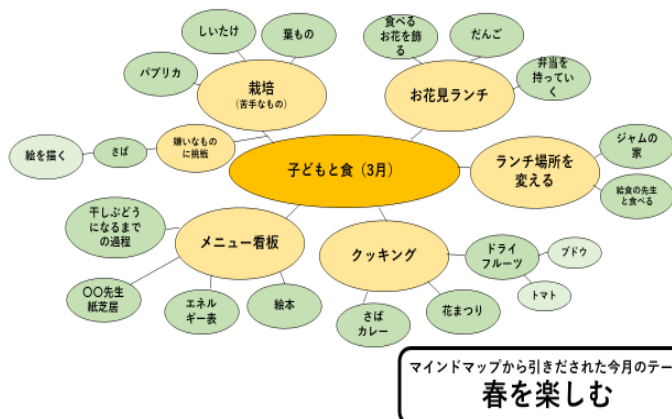 しいたけ
葉もの
パプリカ
栽培
(苦手なもの)
食べる
お花を飾
る
だんご
弁当を
持ってい
く
お花見ランチ
絵を描く
さば
嫌いなもの
に挑戦
子どもと食（3月）
ランチ場所を
変える
ジャムの
家
給食の先生
と食べる
干しぶどう
になるまで
の過程
メニュー看板
〇〇先生
紙芝居
エネル
ギー表
絵本
クッキング
ドライ
フルーツ
ブドウ
トマト
さば
カレー
花まつり
マインドマップから引きだされた今月のテー
春を楽しむ